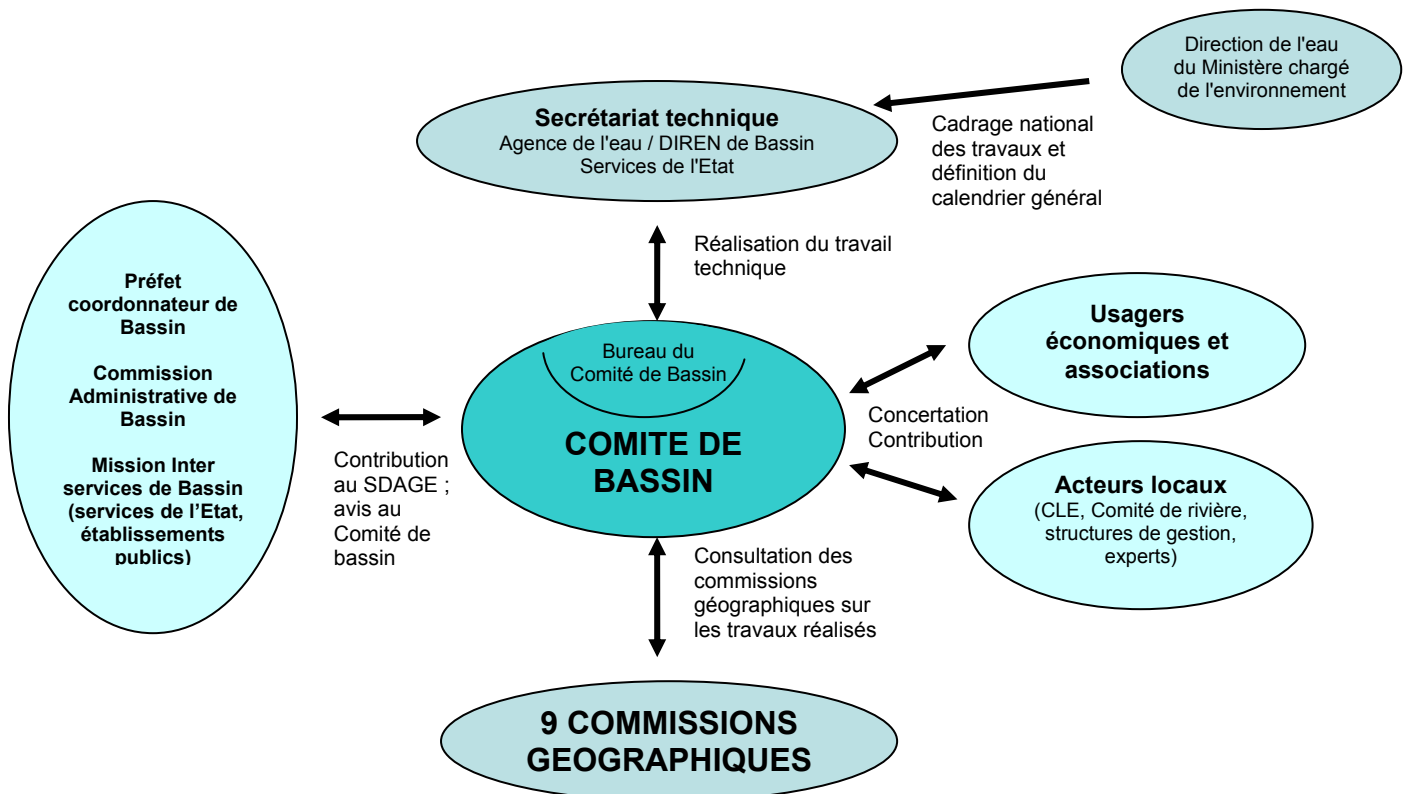 Direction de l'eau
du Ministère chargé
de l'environnement
Secrétariat technique
Agence de l'eau / DIREN de Bassin
Services de l'Etat
Cadrage national
des travaux et
définition du
calendrier général
Réalisation du travail
technique
Préfet
coordonnateur de
Bassin
Commission
Administrative de
Bassin
Mission Inter
services de Bassin
(services de l'Etat,
établissements
publics)
Contribution
au SDAGE ;
avis au
Comité de
bassin
Bureau du
Comité de Bassin
COMITE DE
BASSIN
Usagers
économiques et
associations
Concertation
Contribution
Acteurs locaux
(CLE, Comité de rivière,
structures de gestion,
experts)
Consultation des
commissions
géographiques sur
les travaux réalisés
9 COMMISSIONS
GEOGRAPHIQUES